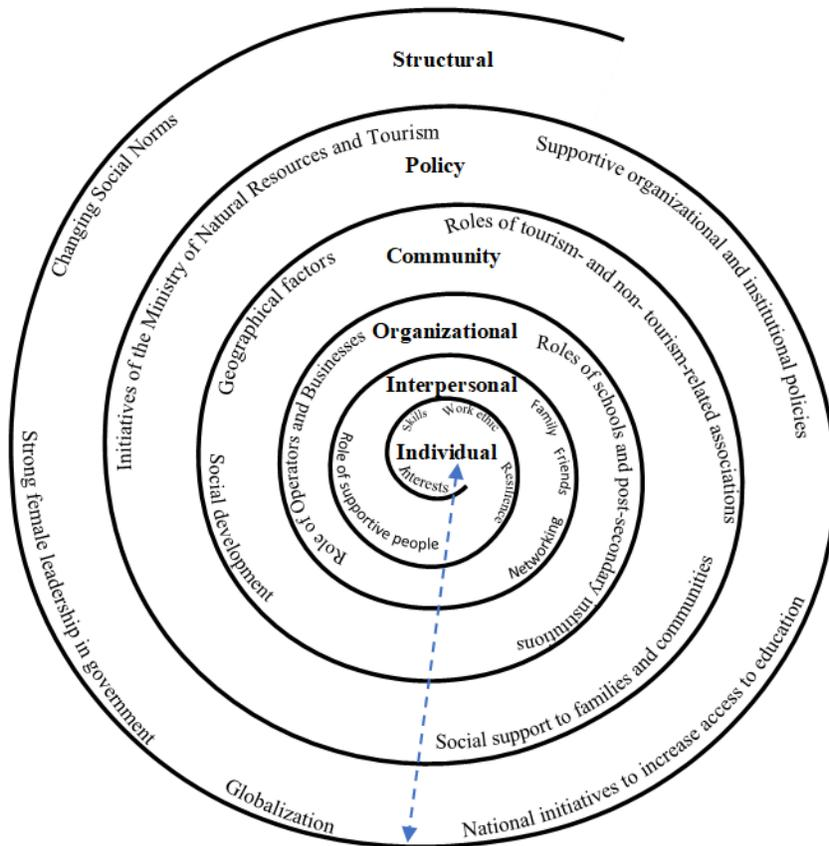 Structural
Changing Social Norms
Strong female leadership in government
Globalization
Policy
Initiatives of the Ministry of Natural Resources and Tourism
Supportive organizational and institutional policies
National initiatives to increase access to education
Community
Geographical factors
Social development
Roles of tourism- and non- tourism-related associations
Social support to families and communities
Organizational
Role of Operators and Businesses
Roles of schools and post-secondary institutions
Interpersonal
Role of supportive people
Family
Friends
Networking
Individual
Skills
Work ethic
Resilience
Interests